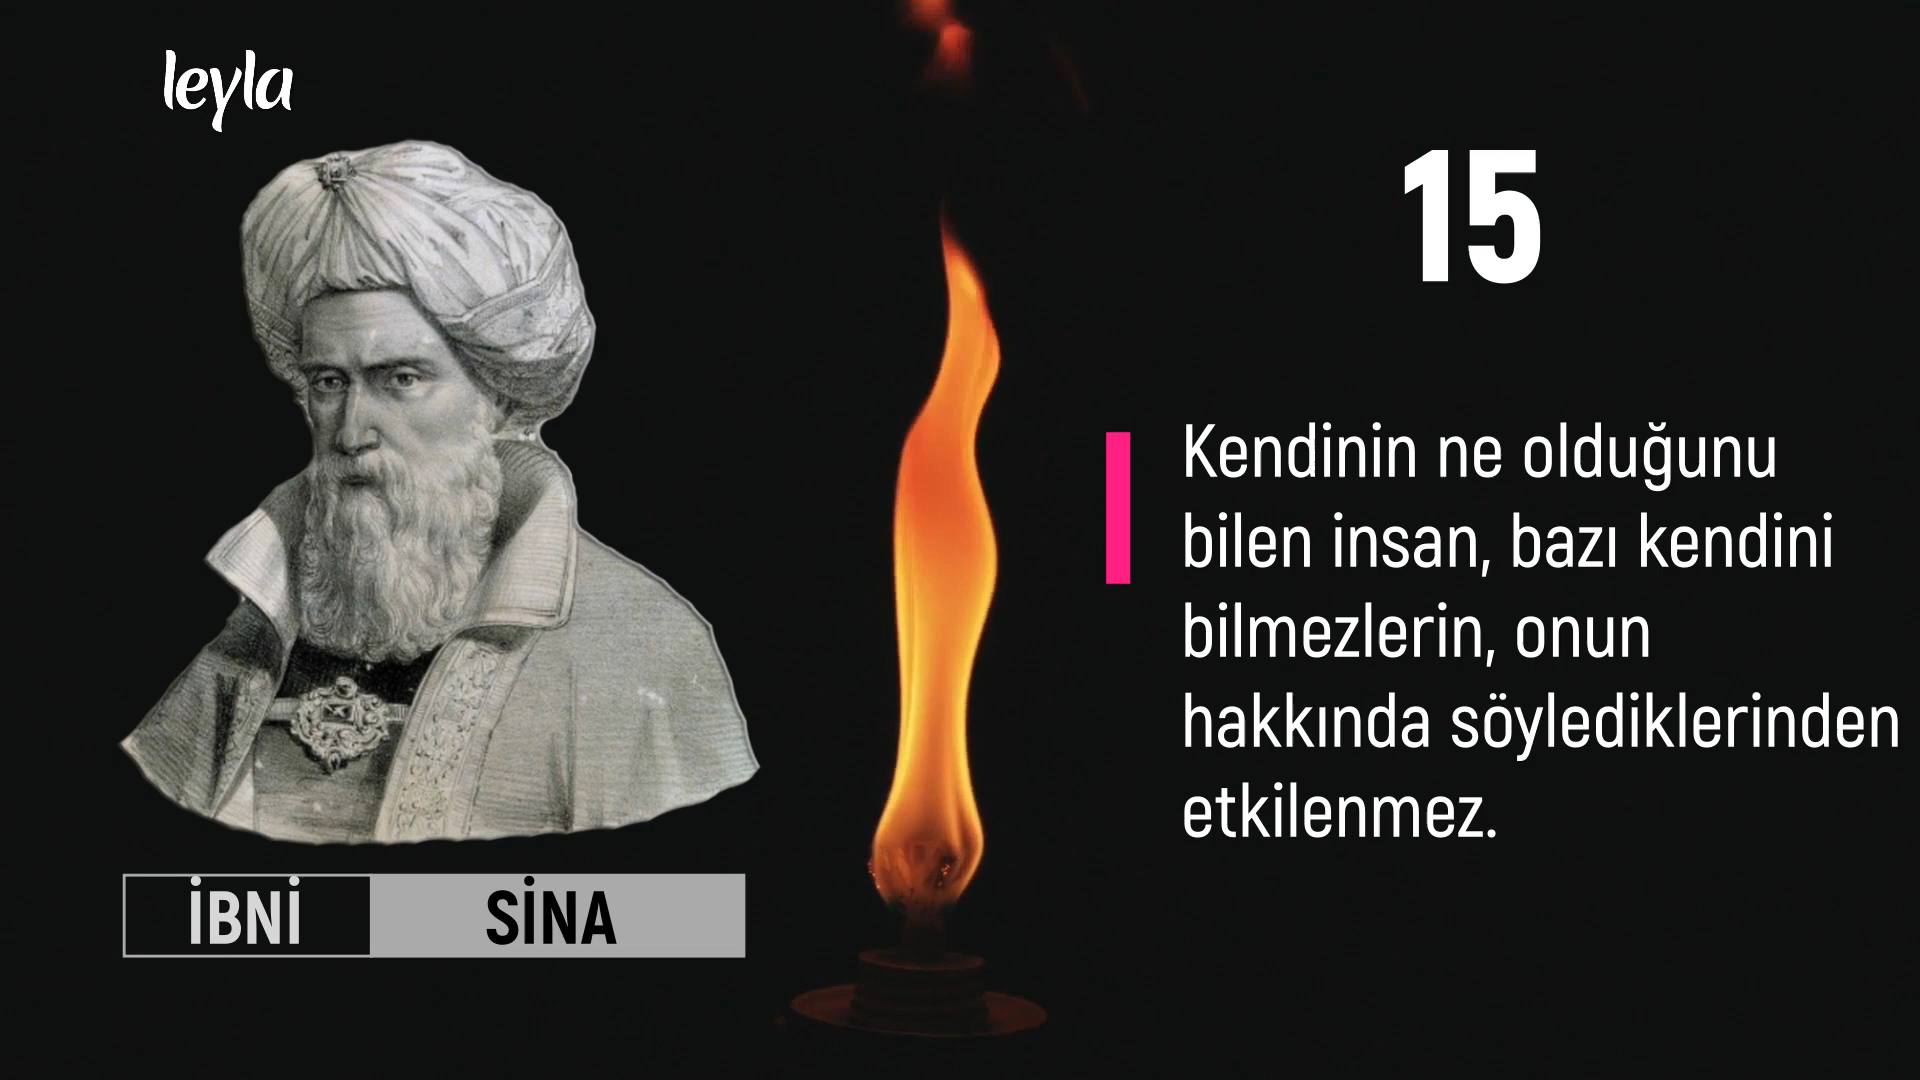 leyla
15
Kendinin ne olduğunu
bilen insan, bazı kendini
bilmezlerin, onun
hakkında söylediklerinden
etkilenmez.
İBNİ SİNA